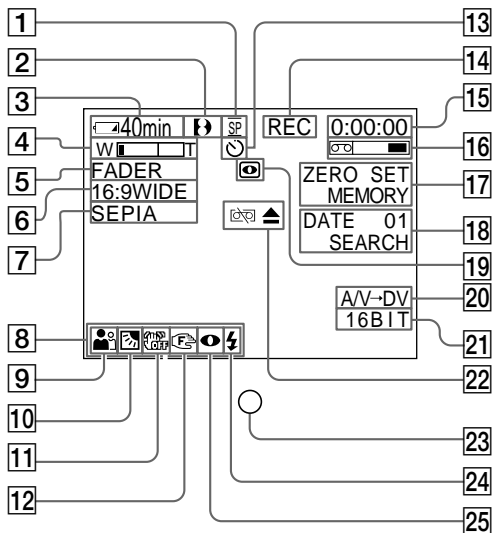 1
2
3
4
5
6
7
8
9
10
11
12
13
14
15
16
17
18
19
20
21
22
23
24
25
40min
SP
REC
0:00:00
W T
FADER
16:9WIDE
SEPIA
ZERO SET
MEMORY
DATE 01
SEARCH
A/V→DV
16BIT
OFF
F